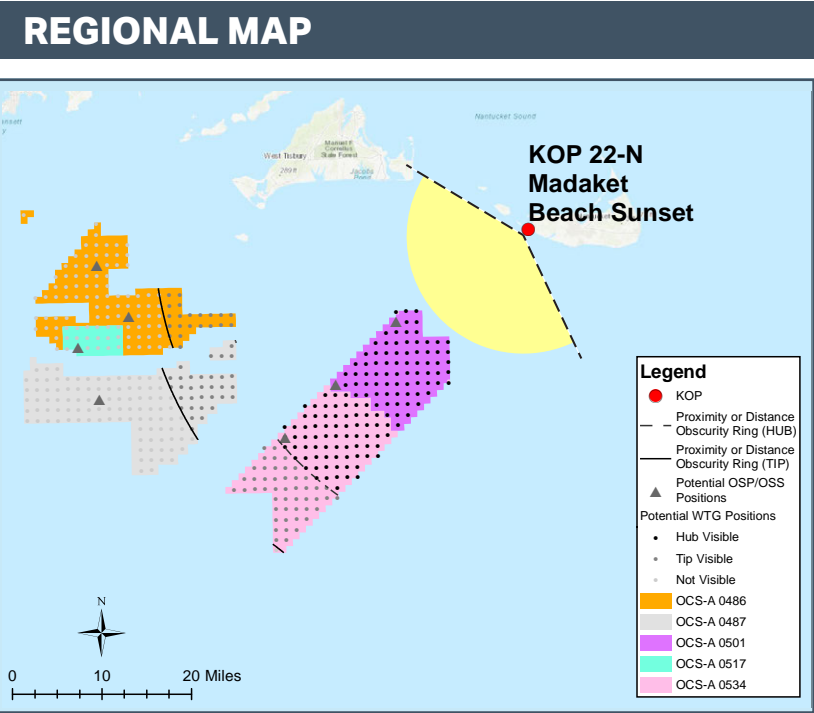 REGIONAL MAP
Nantucket Sound
KOP 22-N
Madaket
Beach Sunset
Manuel F.
Correllus
State Forest
West Tisbury
Legend
KOP
Proximity or Distance
Obscurity Ring (HUB)
Proximity or Distance
Obscurity Ring (TIP)
Potential OSP/OSS
Positions
Potential WTG Positions
Hub Visible
Tip Visible
Not Visible
OCS-A 0486
OCS-A 0487
OCS-A 0501
OCS-A 0517
OCS-A 0534
N
0 10 20 Miles